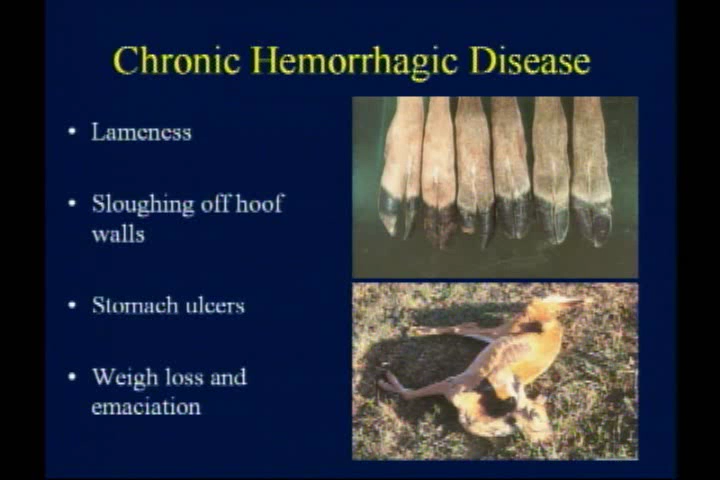 Chronic Hemorrhagic Disease
• Lameness
• Sloughing off hoof
walls
• Stomach ulcers
• Weigh loss and
emaciation